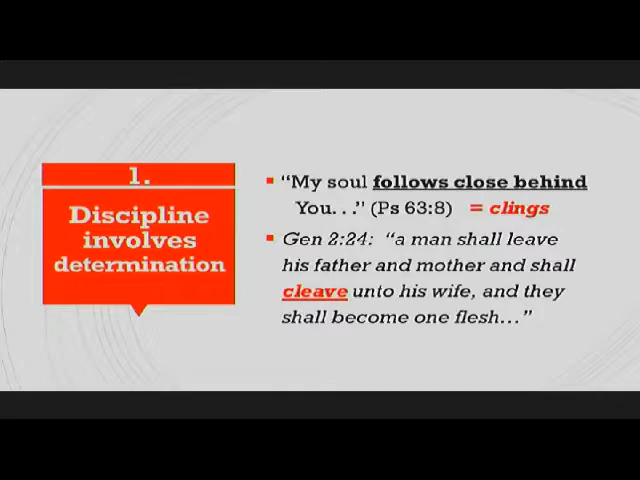 1.
Discipline
involves
determination
▪ “My soul follows close behind
You. . .” (Ps 63:8) = clings
▪ Gen 2:24: “a man shall leave
his father and mother and shall
cleave unto his wife, and they
shall become one flesh…”